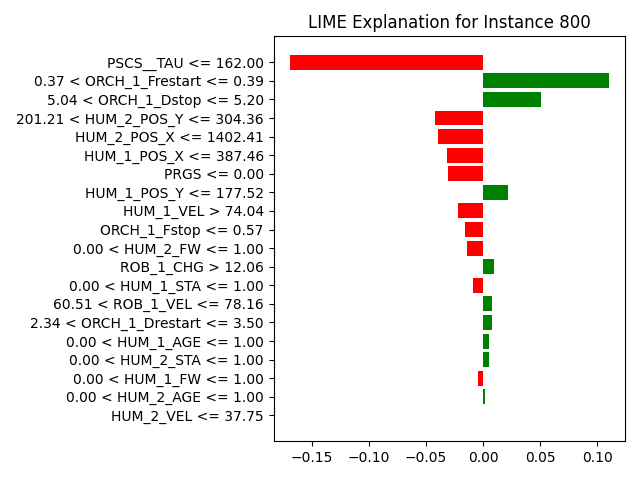 LIME Explanation for Instance 800
PSCS__TAU <= 162.00
0.37 < ORCH_1_Frestart <= 0.39
5.04 < ORCH_1_Dstop <= 5.20
201.21 < HUM_2_POS_Y <= 304.36
HUM_2_POS_X <= 1402.41
HUM_1_POS_X <= 387.46
PRGS <= 0.00
HUM_1_POS_Y <= 177.52
HUM_1_VEL > 74.04
ORCH_1_Fstop <= 0.57
0.00 < HUM_2_FW <= 1.00
ROB_1_CHG > 12.06
0.00 < HUM_1_STA <= 1.00
60.51 < ROB_1_VEL <= 78.16
2.34 < ORCH_1_Drestart <= 3.50
0.00 < HUM_1_AGE <= 1.00
0.00 < HUM_2_STA <= 1.00
0.00 < HUM_1_FW <= 1.00
0.00 < HUM_2_AGE <= 1.00
HUM_2_VEL <= 37.75
−0.15 −0.10 −0.05 0.00 0.05 0.10